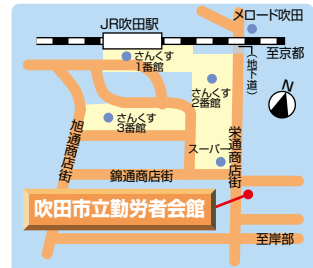 メロード吹田
JR吹田駅
至京都
(地下道)
さんくす
1番館
さんくす
2番館
N
さんくす
3番館
旭通商店街
スーパー
栄通商店街
錦通商店街
吹田市立勤労者会館
至岸部